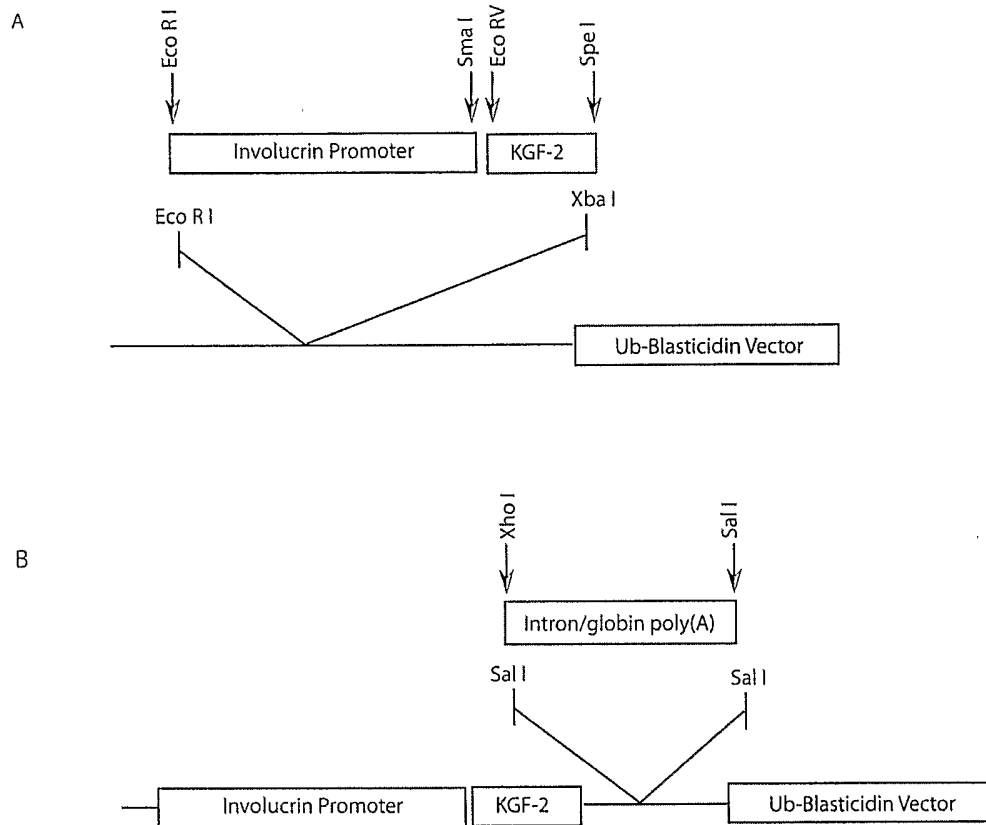 A
Eco R I
Sma I
Eco RV
Spe I
Involucrin Promoter
KGF-2
Eco R I
Xba I
Ub-Blasticidin Vector
B
Xho I
Sal I
Intron/globin poly(A)
Sal I
Sal I
Involucrin Promoter
KGF-2
Ub-Blasticidin Vector